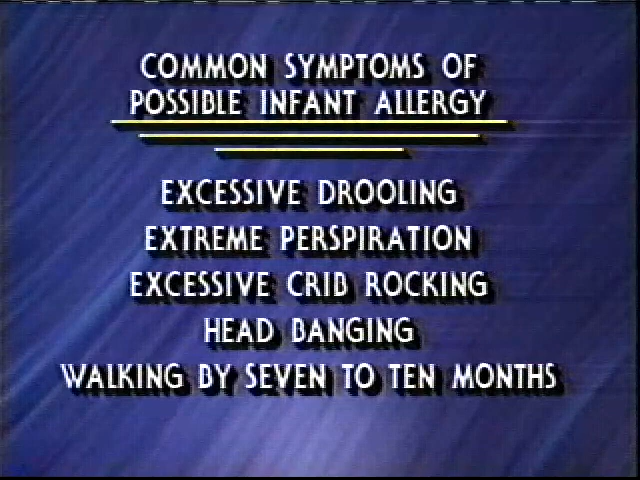 COMMON SYMPTOMS OF
POSSIBLE INFANT ALLERGY
EXCESSIVE DROOLING
EXTREME PERSPIRATION
EXCESSIVE CRIB ROCKING
HEAD BANGING
WALKING BY SEVEN TO TEN MONTHS